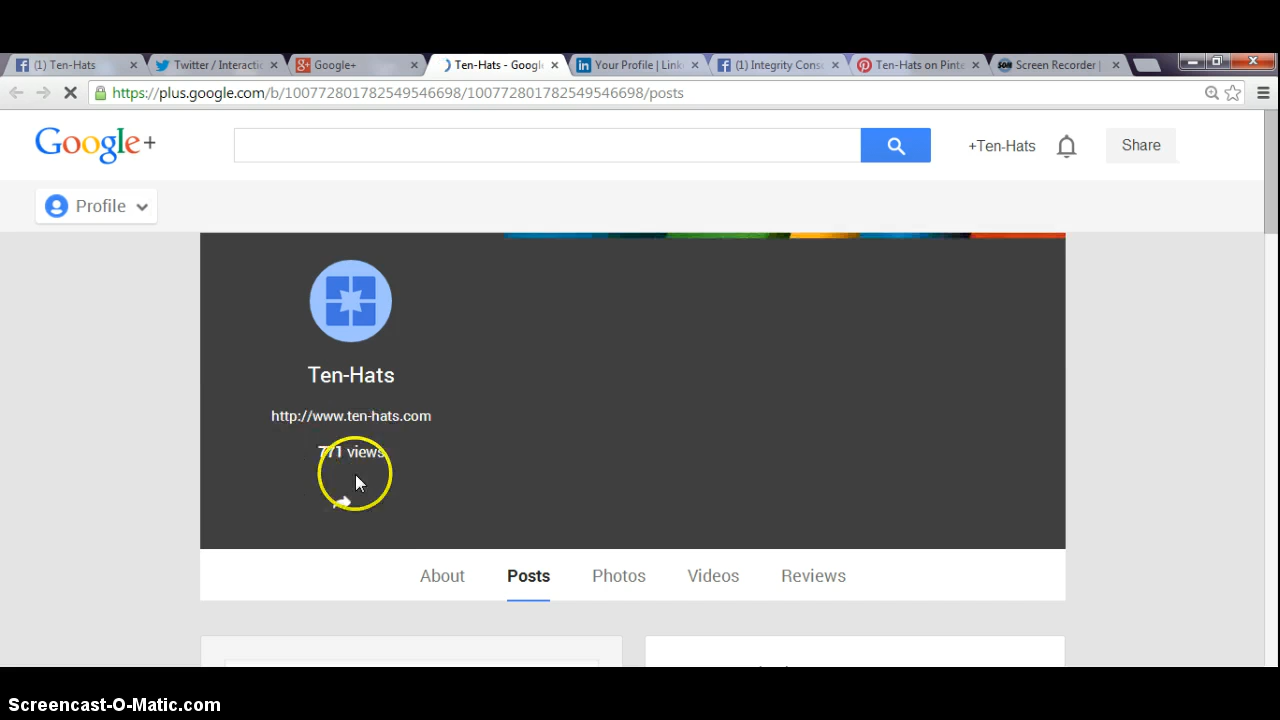 (1) Ten-Hats
Twitter / Interactio
Google+
Ten-Hats - Google
Your Profile | Link
(1) Integrity Cons
Ten-Hats on Pinte
Screen Recorder |
https://plus.google.com/b/100772801782549546698/100772801782549546698/posts
Google+
+Ten-Hats
Share
Profile
Ten-Hats
http://www.ten-hats.com
771 views
About
Posts
Photos
Videos
Reviews
Screencast-O-Matic.com